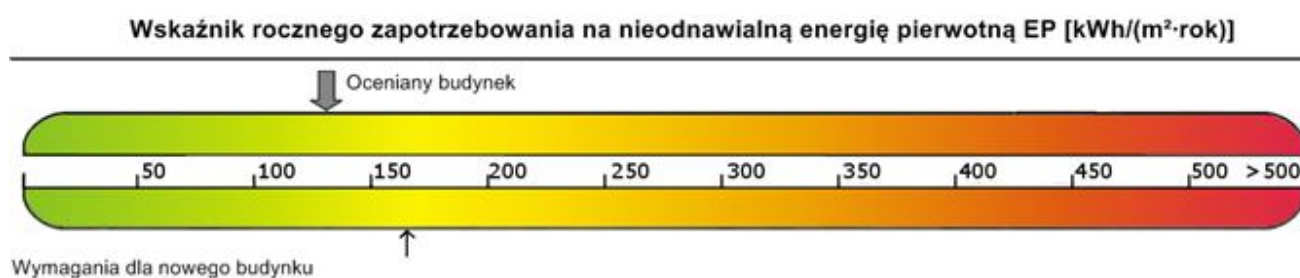 Wskaźnik rocznego zapotrzebowania na nieodnawialną energię pierwotną EP [kWh/(m²·rok)]
Oceniany budynek
50 100 150 200 250 300 350 400 450 500 >500
Wymagania dla nowego budynku